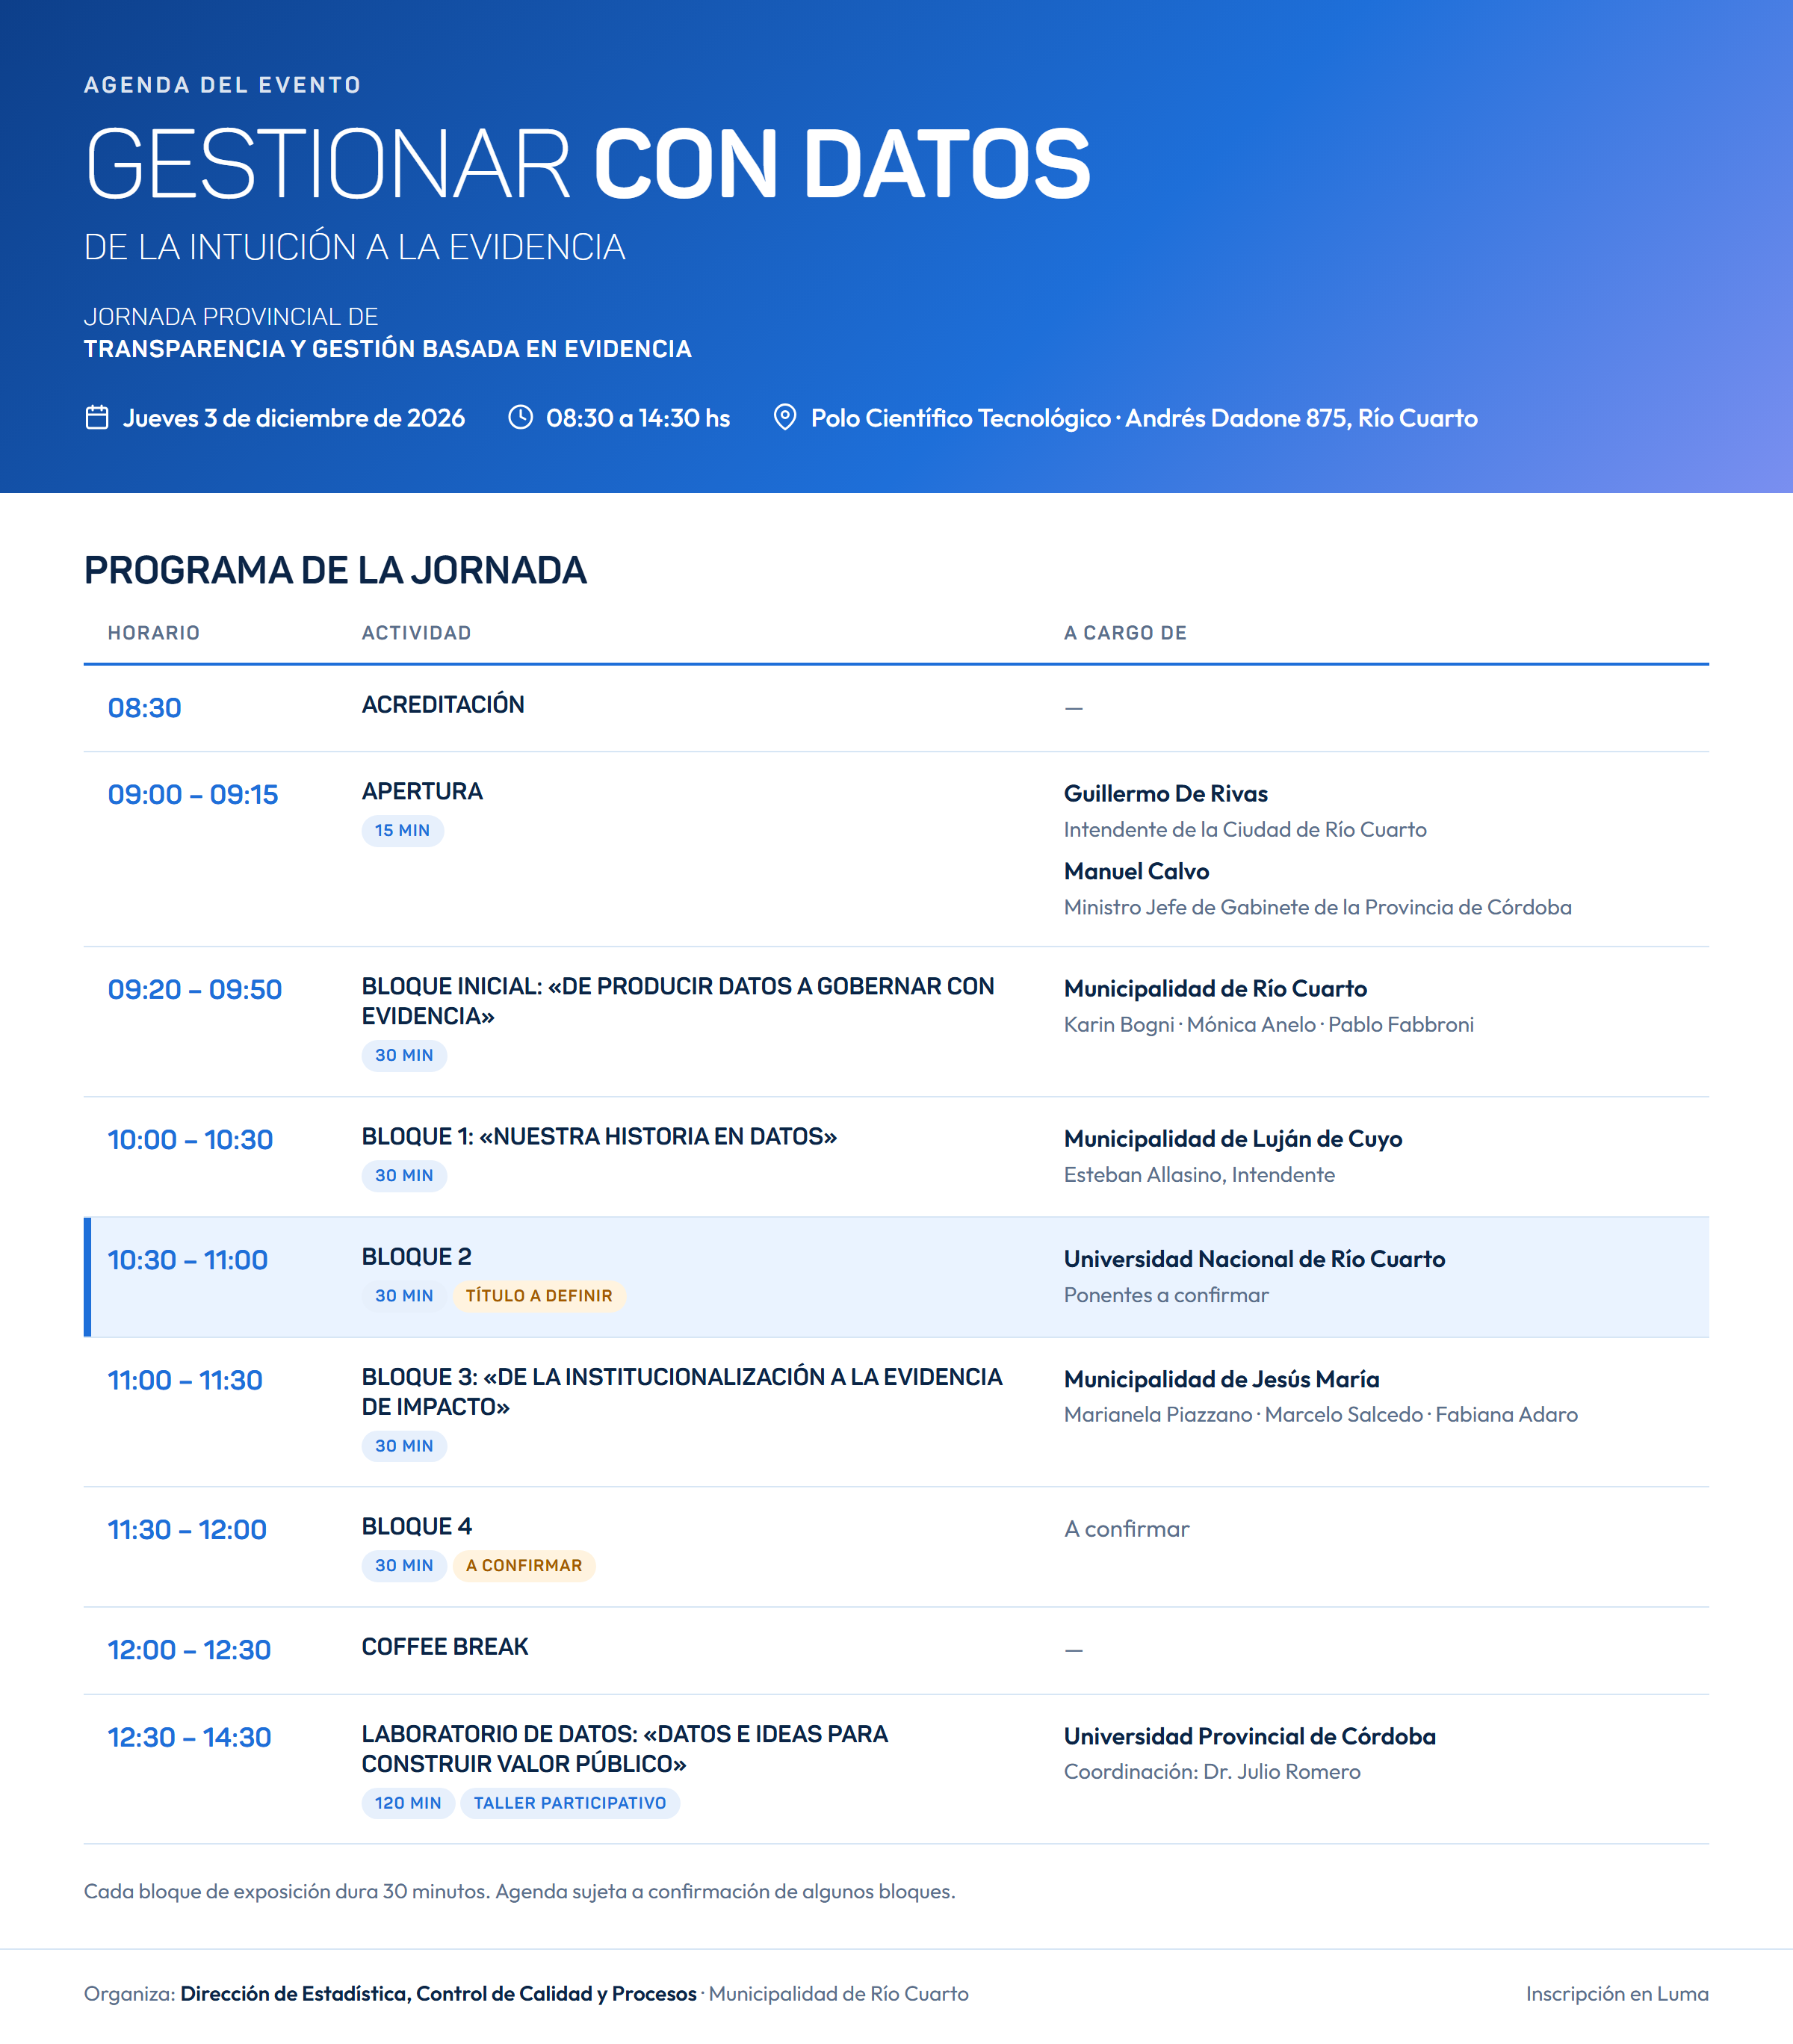 AGENDA DEL EVENTO
GESTIONAR CON DATOS
DE LA INTUICIÓN A LA EVIDENCIA
JORNADA PROVINCIAL DE
TRANSPARENCIA Y GESTIÓN BASADA EN EVIDENCIA
Jueves 3 de diciembre de 2026 08:30 a 14:30 hs Polo Científico Tecnológico · Andrés Dadone 875, Río Cuarto
PROGRAMA DE LA JORNADA
HORARIO ACTIVIDAD A CARGO DE
08:30 ACREDITACIÓN —
09:00 – 09:15 APERTURA Guillermo De Rivas
15 MIN Intendente de la Ciudad de Río Cuarto
Manuel Calvo
Ministro Jefe de Gabinete de la Provincia de Córdoba
09:20 – 09:50 BLOQUE INICIAL: «DE PRODUCIR DATOS A GOBERNAR CON Municipalidad de Río Cuarto
EVIDENCIA» Karin Bogni · Mónica Anelo · Pablo Fabbroni
30 MIN
10:00 – 10:30 BLOQUE 1: «NUESTRA HISTORIA EN DATOS» Municipalidad de Luján de Cuyo
30 MIN Esteban Allasino, Intendente
10:30 – 11:00 BLOQUE 2 Universidad Nacional de Río Cuarto
30 MIN TÍTULO A DEFINIR Ponentes a confirmar
11:00 – 11:30 BLOQUE 3: «DE LA INSTITUCIONALIZACIÓN A LA EVIDENCIA Municipalidad de Jesús María
DE IMPACTO» Marianela Piazzano · Marcelo Salcedo · Fabiana Adaro
30 MIN
11:30 – 12:00 BLOQUE 4 A confirmar
30 MIN A CONFIRMAR
12:00 – 12:30 COFFEE BREAK —
12:30 – 14:30 LABORATORIO DE DATOS: «DATOS E IDEAS PARA Universidad Provincial de Córdoba
CONSTRUIR VALOR PÚBLICO» Coordinación: Dr. Julio Romero
120 MIN TALLER PARTICIPATIVO
Cada bloque de exposición dura 30 minutos. Agenda sujeta a confirmación de algunos bloques.
Organiza: Dirección de Estadística, Control de Calidad y Procesos · Municipalidad de Río Cuarto Inscripción en Luma